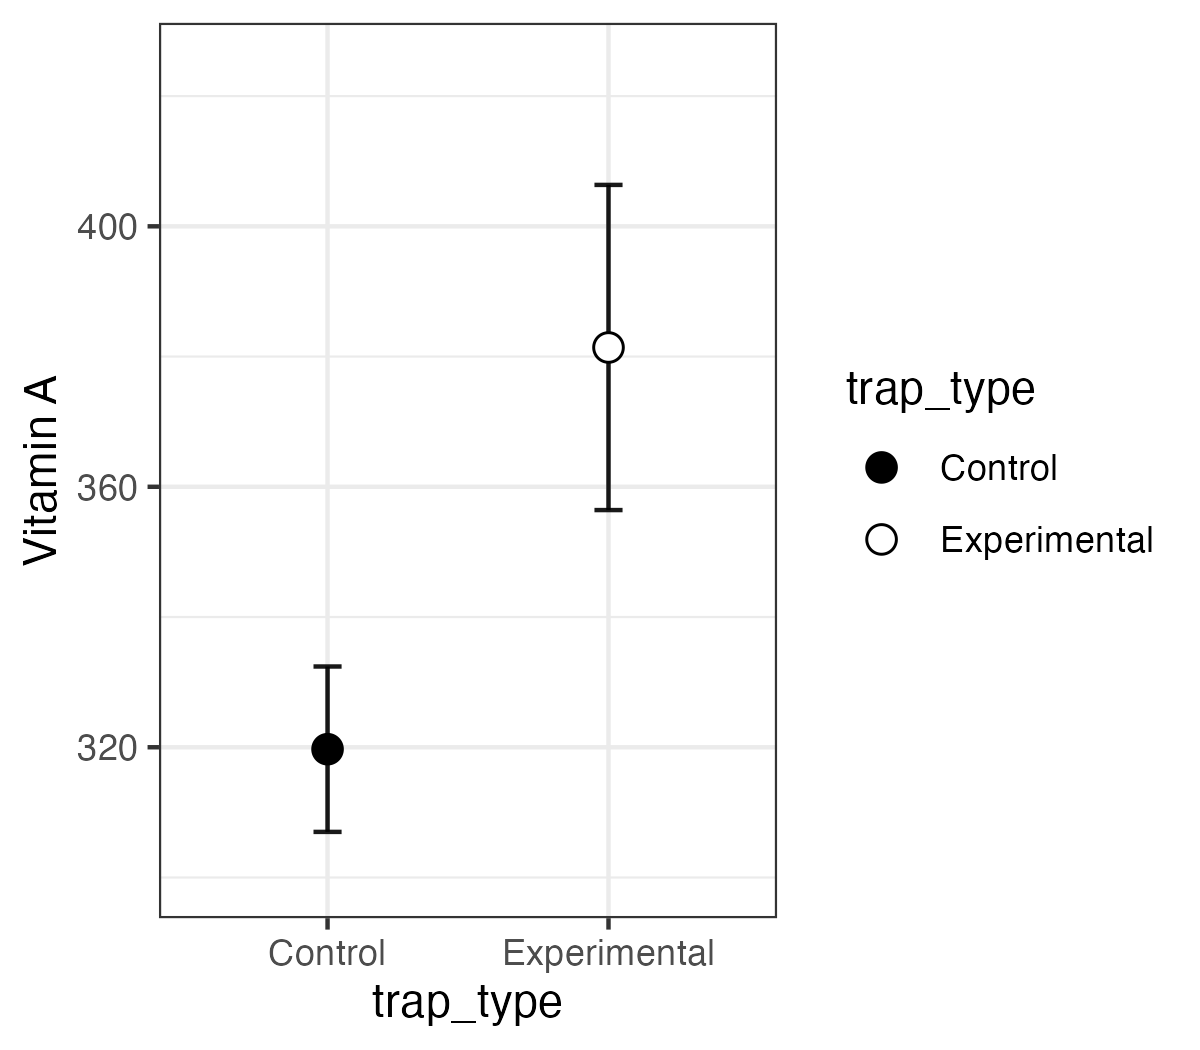 Vitamin A
400
360
320
Control
Experimental
trap_type
trap_type
Control
Experimental